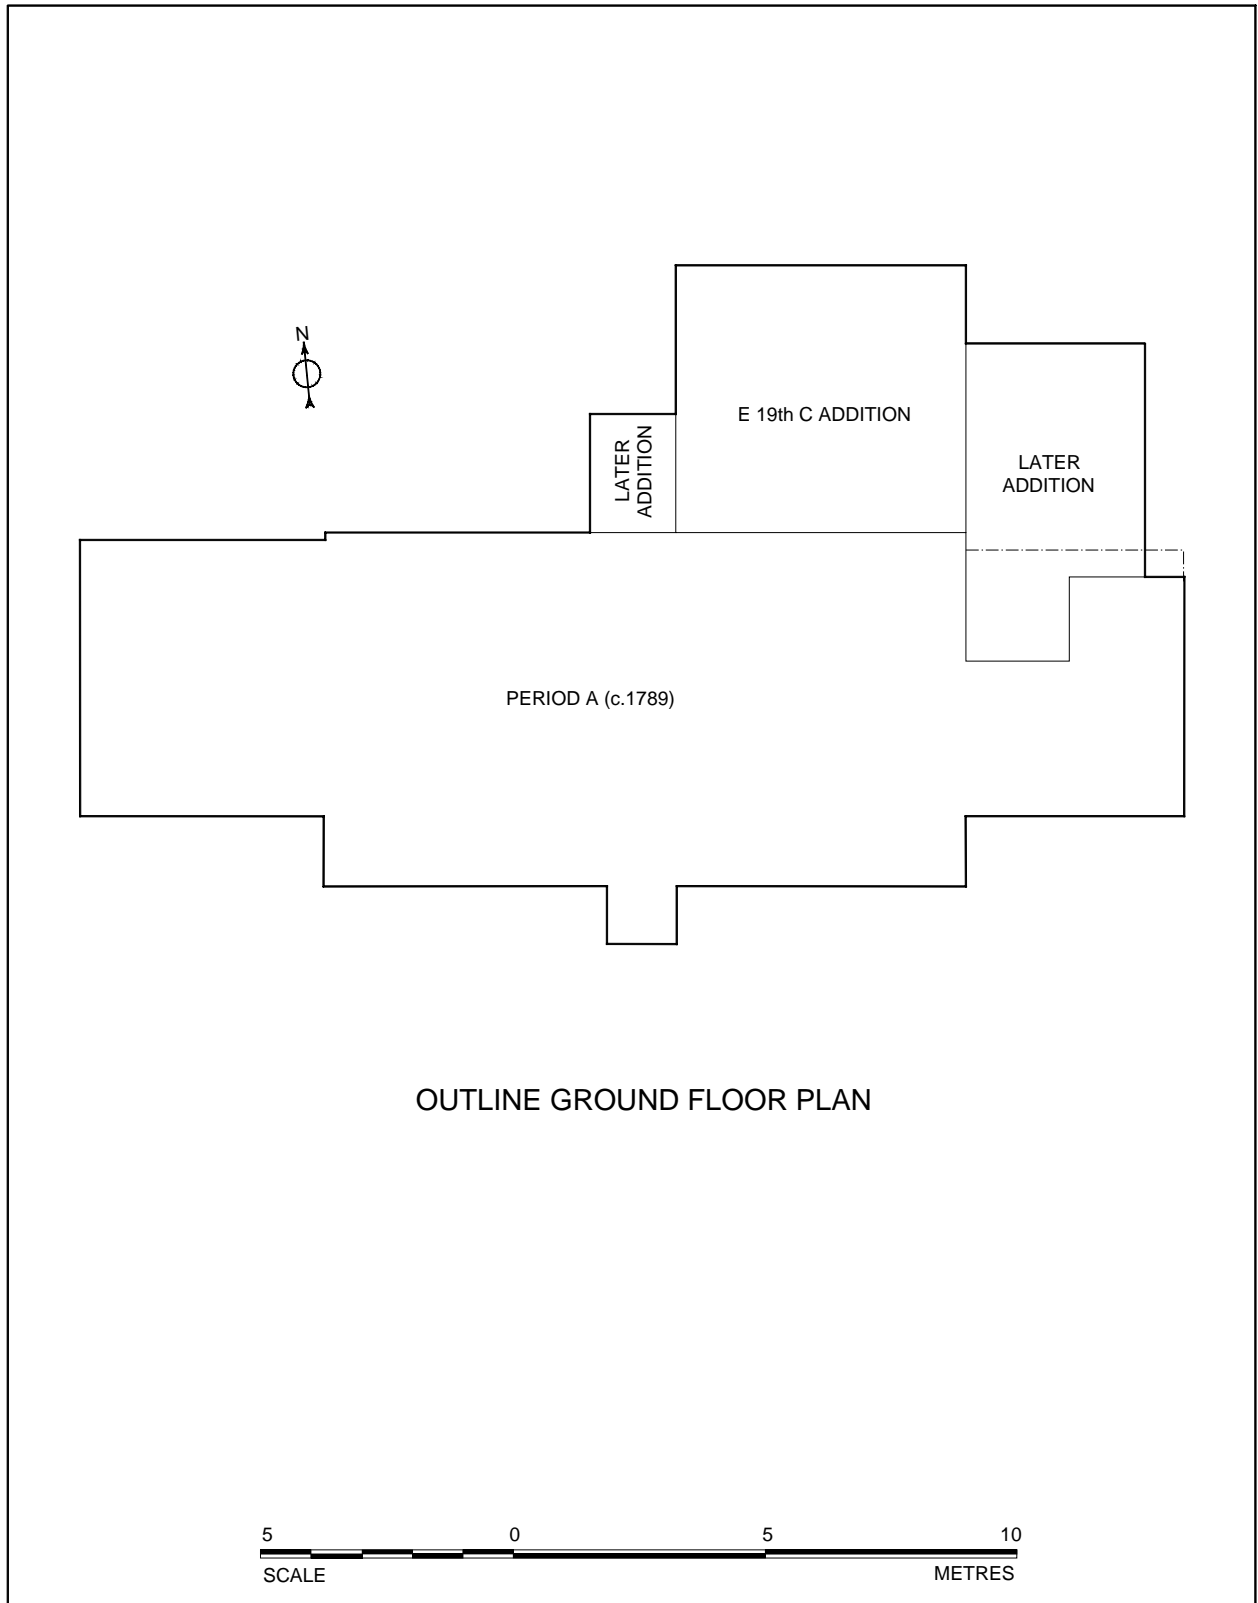 N
E 19th C ADDITION
LATER
ADDITION
LATER
ADDITION
PERIOD A (c.1789)
OUTLINE GROUND FLOOR PLAN
5 0 5 10
SCALE METRES